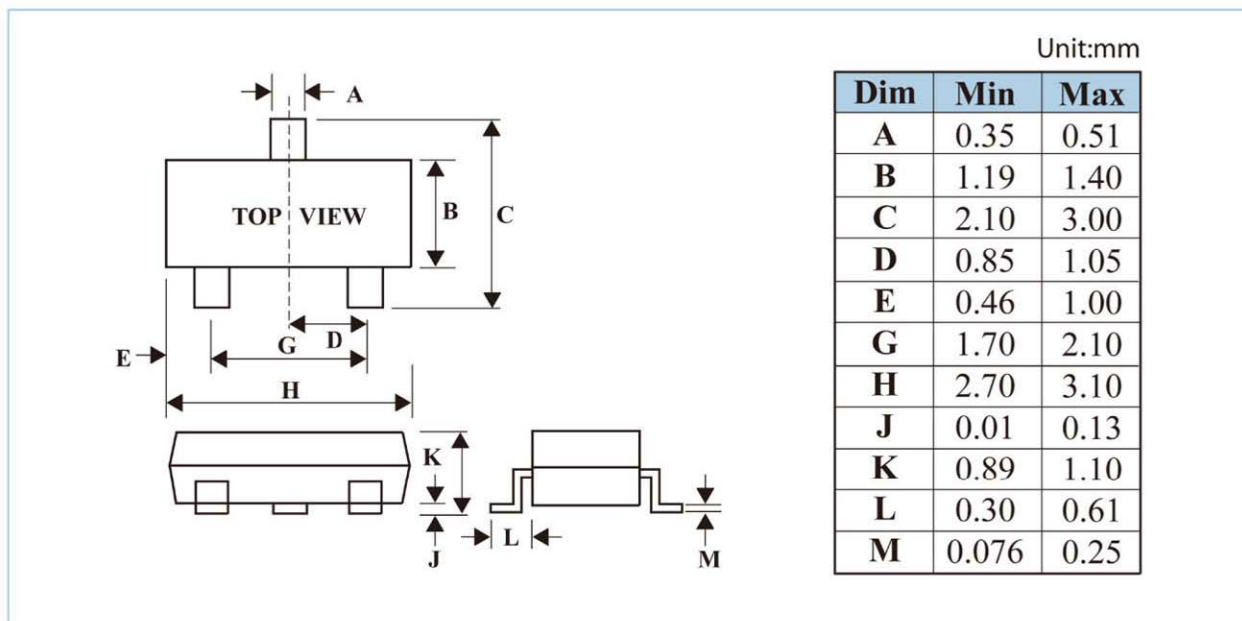 Unit:mm
A
TOP VIEW
B
C
D
G
E
H
K
J
L
M
Dim Min Max
A 0.35 0.51
B 1.19 1.40
C 2.10 3.00
D 0.85 1.05
E 0.46 1.00
G 1.70 2.10
H 2.70 3.10
J 0.01 0.13
K 0.89 1.10
L 0.30 0.61
M 0.076 0.25